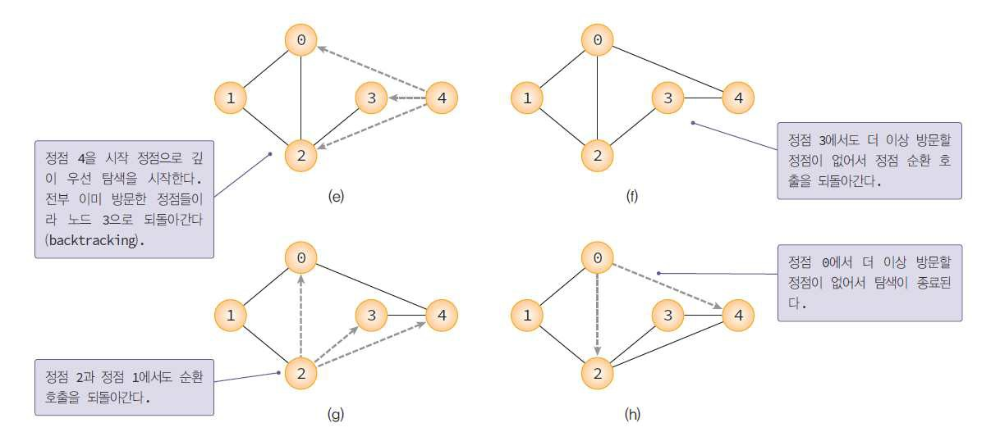 0
1
3
4
2
정점 4을 시작 정점으로 깊
이 우선 탐색을 시작한다.
전부 이미 방문한 정점들이
라 노드 3으로 되돌아간다
(backtracking).
(e)
0
1
3
4
2
정점 3에서도 더 이상 방문할
정점이 없어서 정점 순환 호
출을 되돌아간다.
(f)
0
1
3
4
2
정점 2과 정점 1에서도 순환
호출을 되돌아간다.
(g)
0
1
3
4
2
정점 0에서 더 이상 방문할
정점이 없어서 탐색이 종료된
다.
(h)